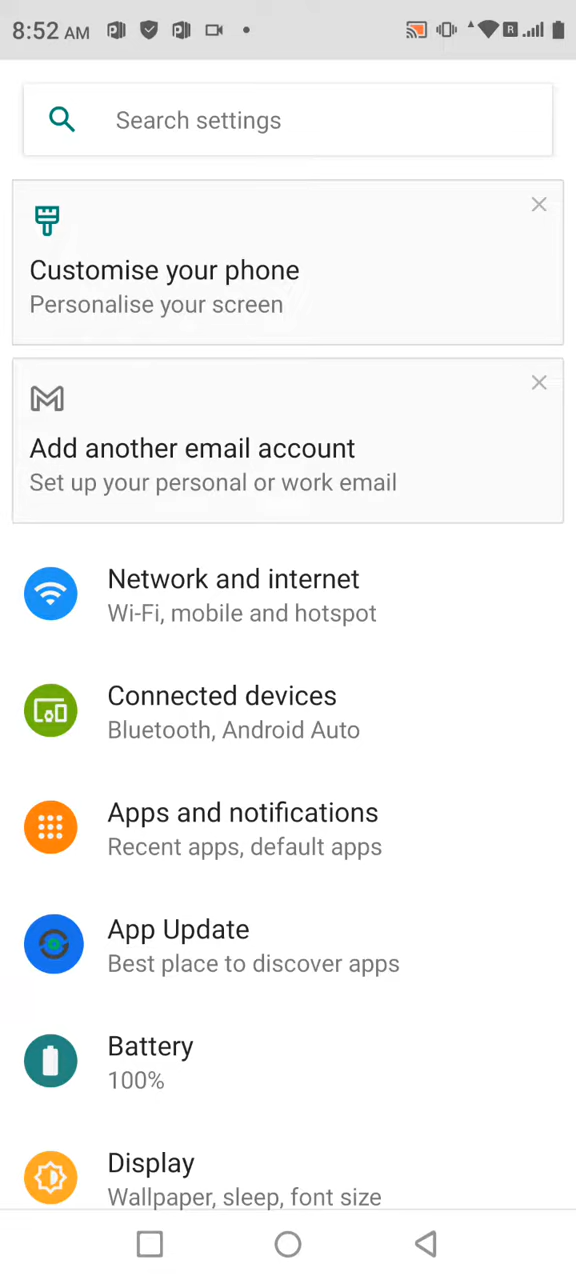 8:52 AM
R
Search settings
Customise your phone
Personalise your screen
Add another email account
Set up your personal or work email
Network and internet
Wi-Fi, mobile and hotspot
Connected devices
Bluetooth, Android Auto
Apps and notifications
Recent apps, default apps
App Update
Best place to discover apps
Battery
100%
Display
Wallpaper, sleep, font size